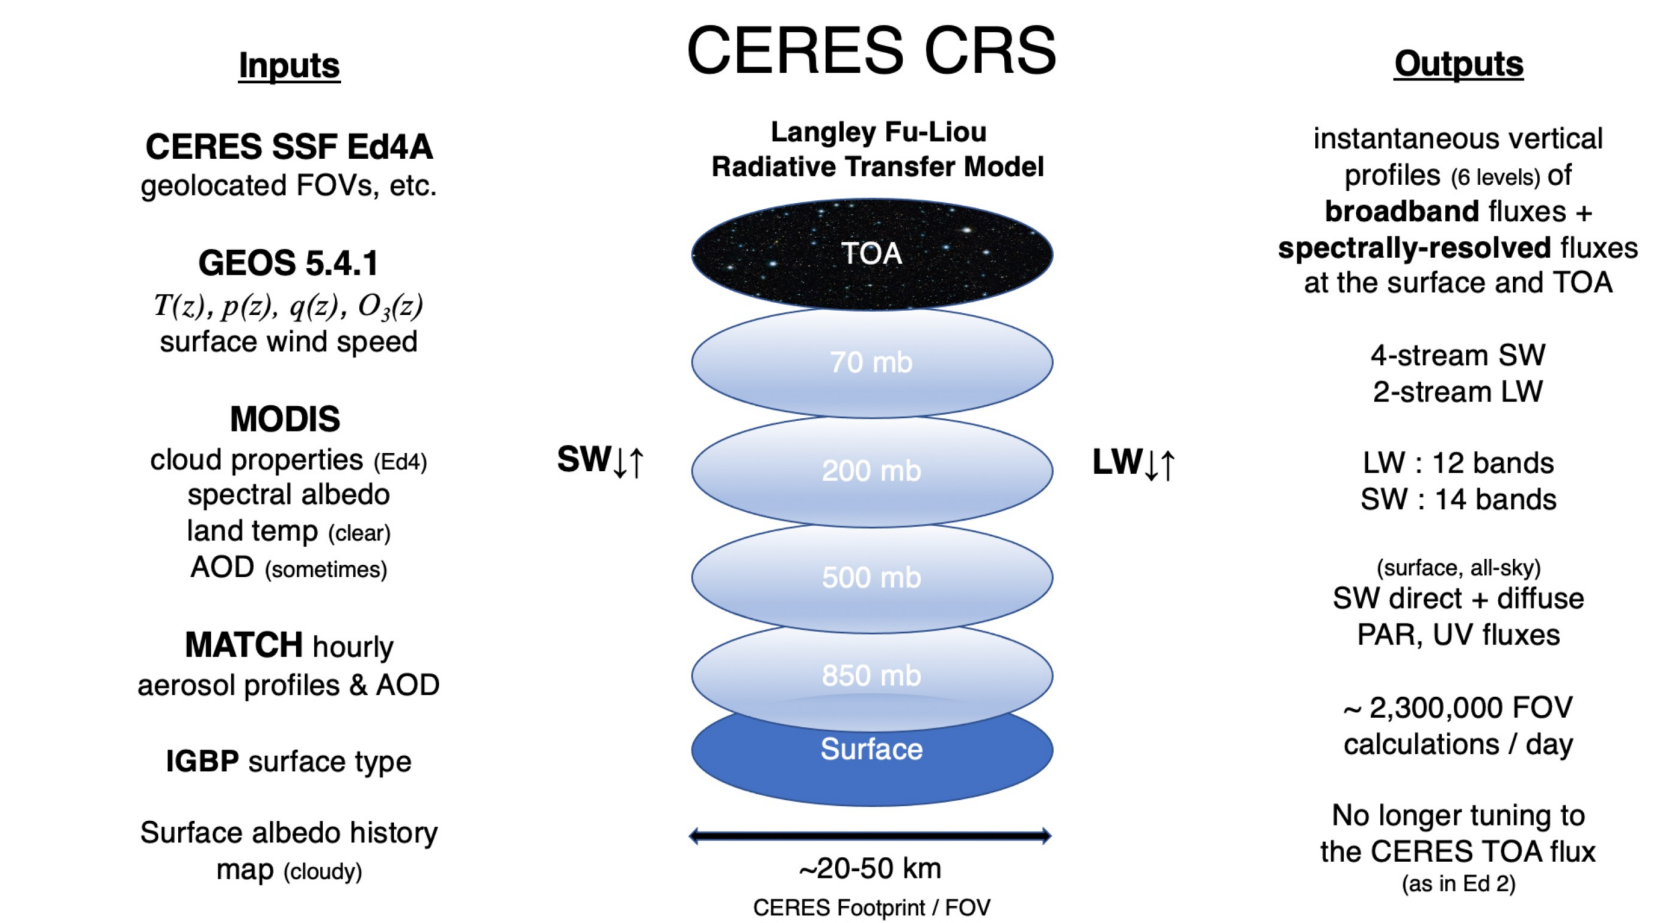 CERES CRS
Inputs
CERES SSF Ed4A
geolocated FOVs, etc.
GEOS 5.4.1
T(z), p(z), q(z), O₃(z)
surface wind speed
MODIS
cloud properties (Ed4)
spectral albedo
land temp (clear)
AOD (sometimes)
MATCH hourly
aerosol profiles & AOD
IGBP surface type
Surface albedo history
map (cloudy)
Langley Fu-Liou
Radiative Transfer Model
TOA
70 mb
200 mb
500 mb
850 mb
Surface
SW↓↑
LW↓↑
~20-50 km
CERES Footprint / FOV
Outputs
instantaneous vertical
profiles (6 levels) of
broadband fluxes +
spectrally-resolved fluxes
at the surface and TOA
4-stream SW
2-stream LW
LW : 12 bands
SW : 14 bands
(surface, all-sky)
SW direct + diffuse
PAR, UV fluxes
~ 2,300,000 FOV
calculations / day
No longer tuning to
the CERES TOA flux
(as in Ed 2)